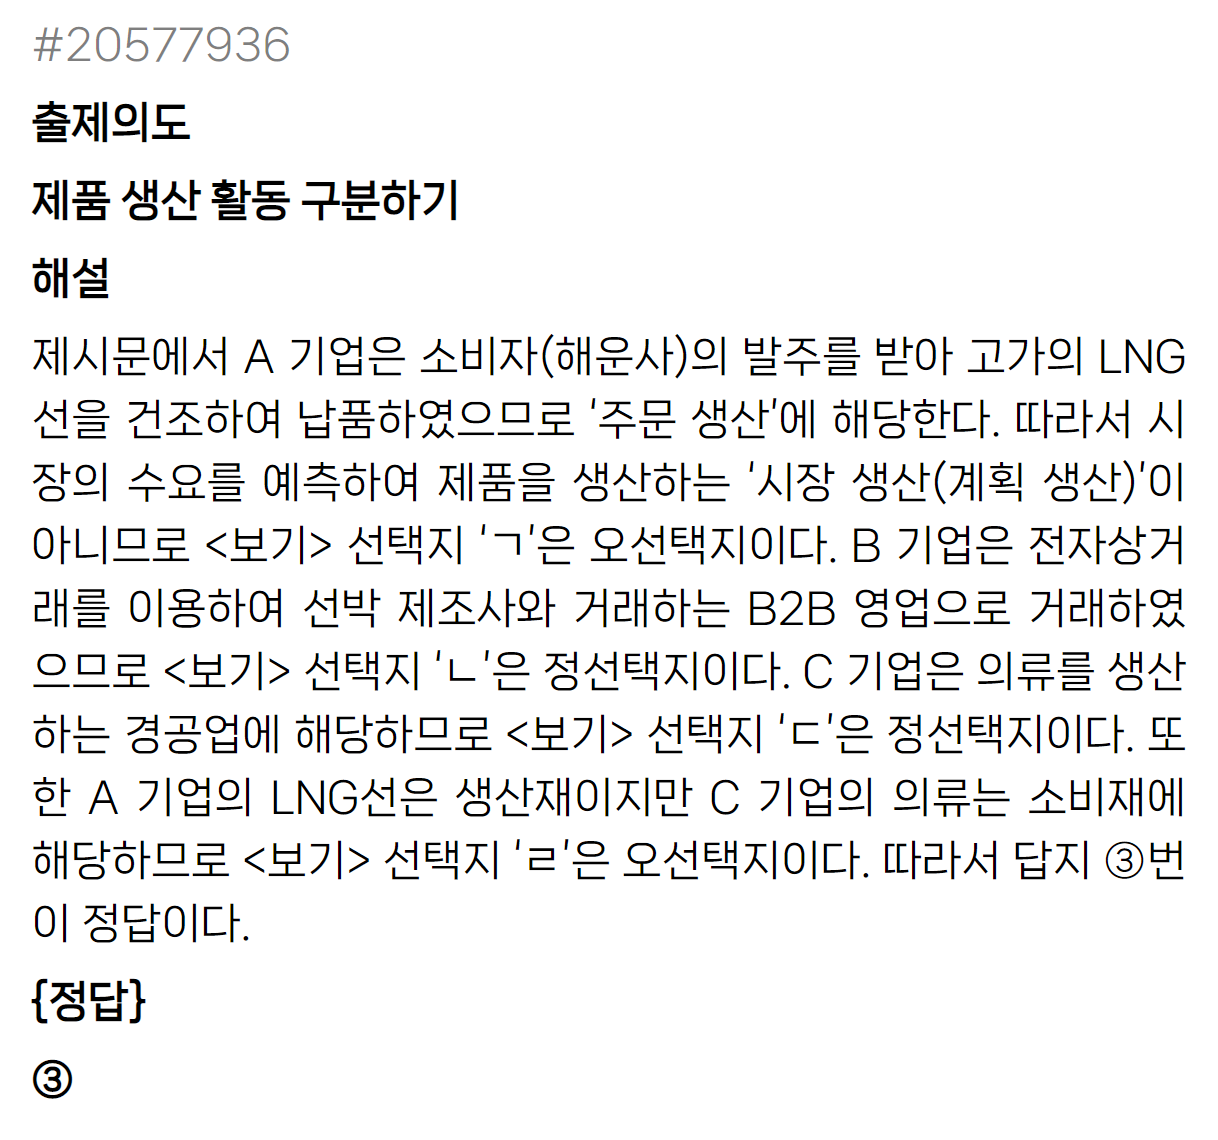 #20577936
출제의도
제품 생산 활동 구분하기
해설
제시문에서 A 기업은 소비자(해운사)의 발주를 받아 고가의 LNG
선을 건조하여 납품하였으므로 '주문 생산'에 해당한다. 따라서 시
장의 수요를 예측하여 제품을 생산하는 '시장 생산(계획 생산)'이
아니므로 <보기> 선택지 'ㄱ'은 오선택지이다. B 기업은 전자상거
래를 이용하여 선박 제조사와 거래하는 B2B 영업으로 거래하였
으므로 <보기> 선택지 'ㄴ'은 정선택지이다. C 기업은 의류를 생산
하는 경공업에 해당하므로 <보기> 선택지 'ㄷ'은 정선택지이다. 또
한 A 기업의 LNG선은 생산재이지만 C 기업의 의류는 소비재에
해당하므로 <보기> 선택지 'ㄹ'은 오선택지이다. 따라서 답지 ③번
이 정답이다.
{정답}
③